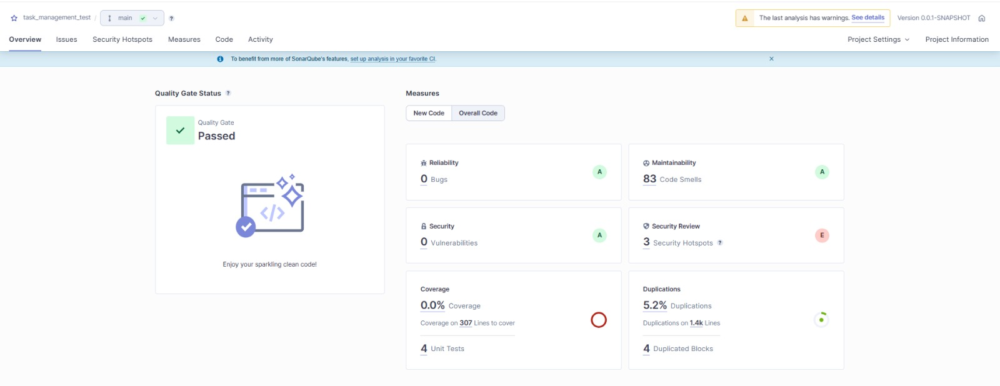 task_management_test / main ?
The last analysis has warnings. See details
Version 0.0.1-SNAPSHOT
Overview Issues Security Hotspots Measures Code Activity
Project Settings Project Information
To benefit from more of SonarQube's features, set up analysis in your favorite CI.
Quality Gate Status ?
Quality Gate
Passed
Enjoy your sparkling clean code!
Measures
New Code Overall Code
Reliability
0 Bugs
A
Maintainability
83 Code Smells
A
Security
0 Vulnerabilities
A
Security Review
3 Security Hotspots ?
E
Coverage
0.0% Coverage
Coverage on 307 Lines to cover
4 Unit Tests
Duplications
5.2% Duplications
Duplications on 1.4k Lines
4 Duplicated Blocks